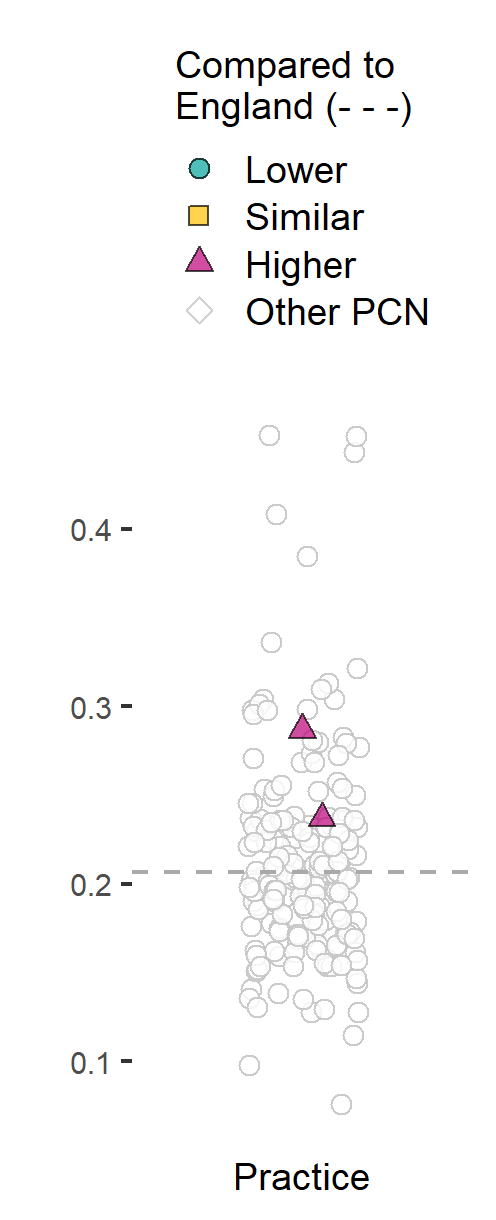 Compared to
England (- - -)
Lower
Similar
Higher
Other PCN
0.4
0.3
0.2
0.1
Practice